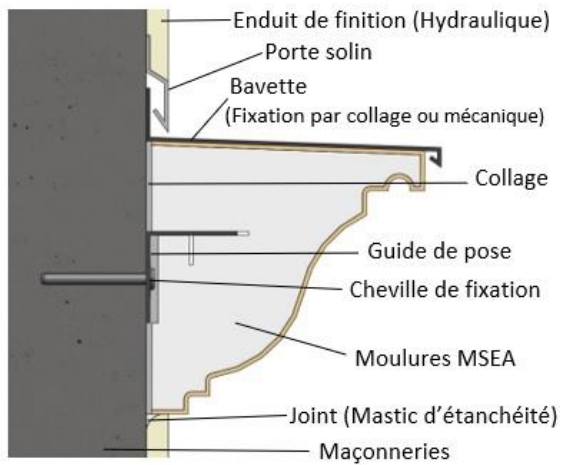 Enduit de finition (Hydraulique)
Porte solin
Bavette
(Fixation par collage ou mécanique)
Collage
Guide de pose
Cheville de fixation
Moulures MSEA
Joint (Mastic d'étanchéité)
Maçonneries